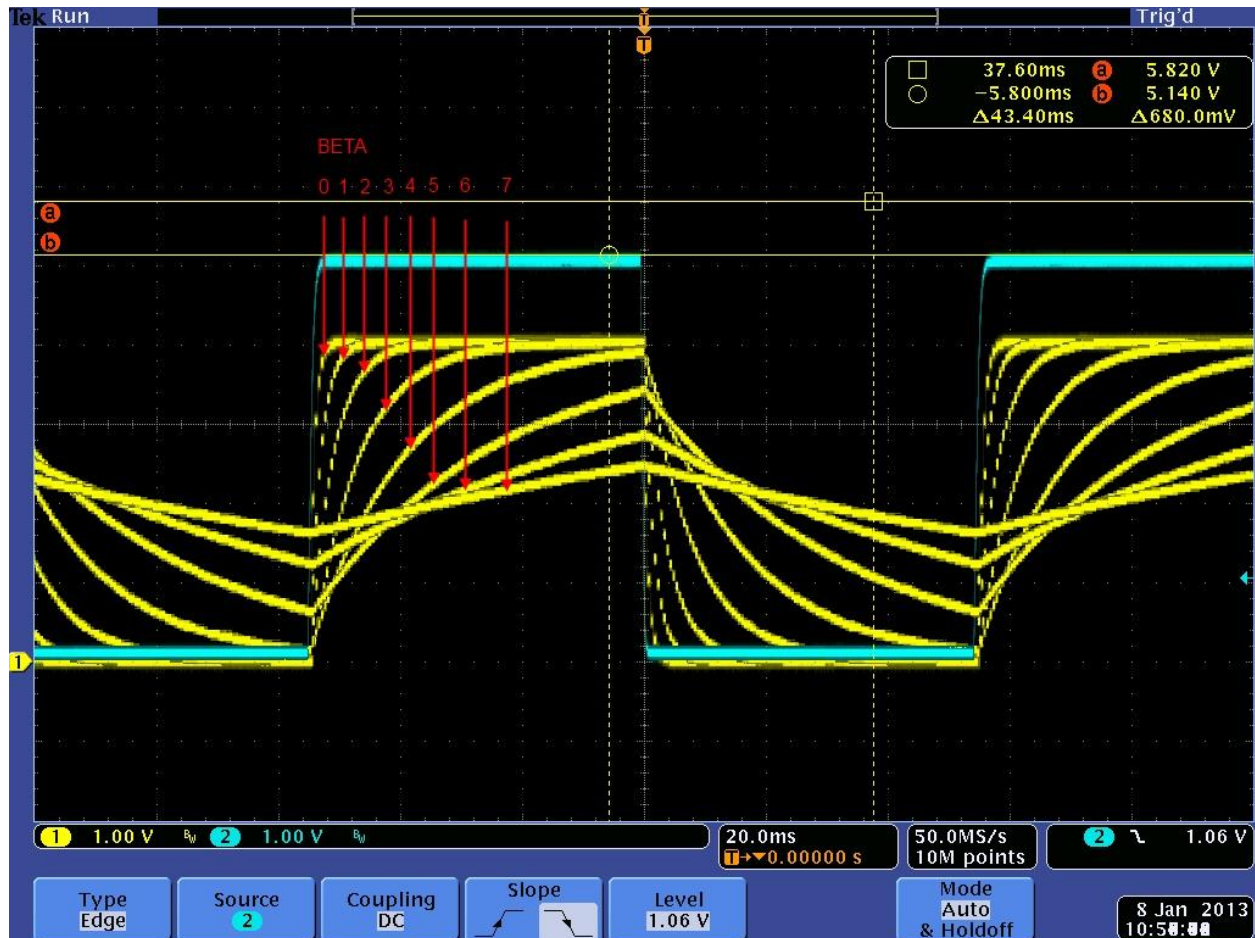 Tek Run Trig'd
T
T
37.60ms a 5.820 V
−5.800ms b 5.140 V
Δ43.40ms Δ680.0mV
BETA
0 1 2 3 4 5 6 7
a
b
1
1 1.00 V BW 2 1.00 V BW
20.0ms
T→▼0.00000 s
50.0MS/s
10M points
2 1.06 V
Type
Edge
Source
2
Coupling
DC
Slope
Level
1.06 V
Mode
Auto
& Holdoff
8 Jan 2013